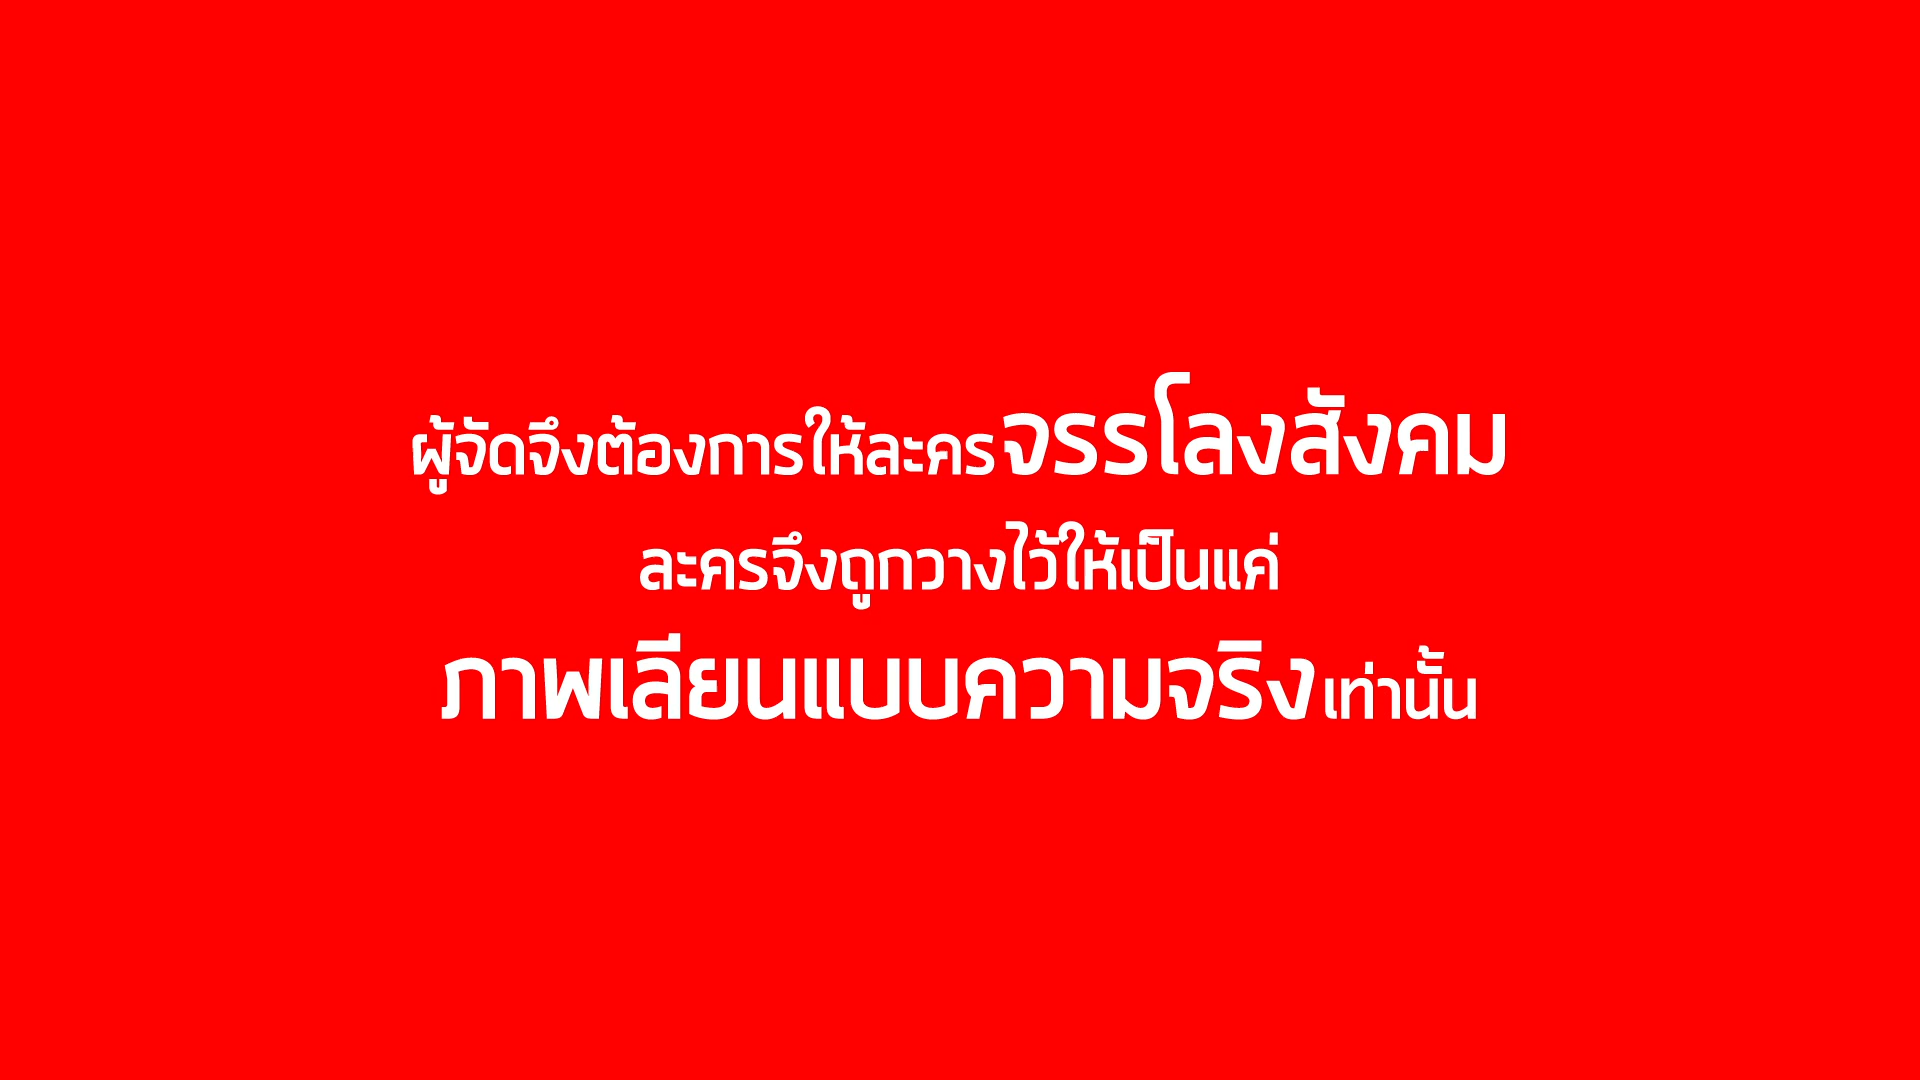 ผู้จัดจึงต้องการให้ละคร จรรโลงสังคม
ละครจึงถูกวางไว้ให้เป็นแค่
ภาพเลียนแบบความจริง เท่านั้น